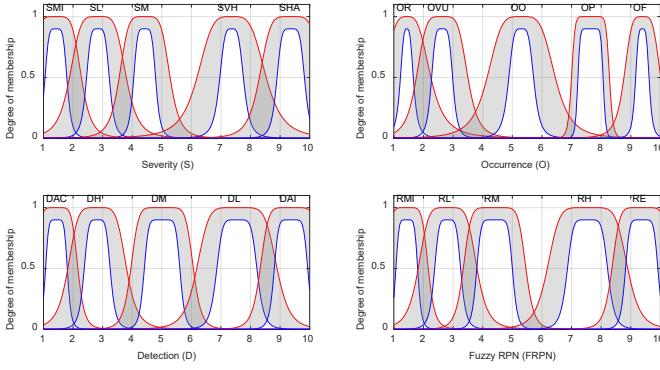 SMI SL SM SVH SHA
1
0.5
0
Degree of membership
1 2 3 4 5 6 7 8 9 10
Severity (S)
OR OVU OO OP OF
1
0.5
0
Degree of membership
1 2 3 4 5 6 7 8 9 10
Occurrence (O)
DAC DH DM DL DAI
1
0.5
0
Degree of membership
1 2 3 4 5 6 7 8 9 10
Detection (D)
RMI RL RM RH RE
1
0.5
0
Degree of membership
1 2 3 4 5 6 7 8 9 10
Fuzzy RPN (FRPN)